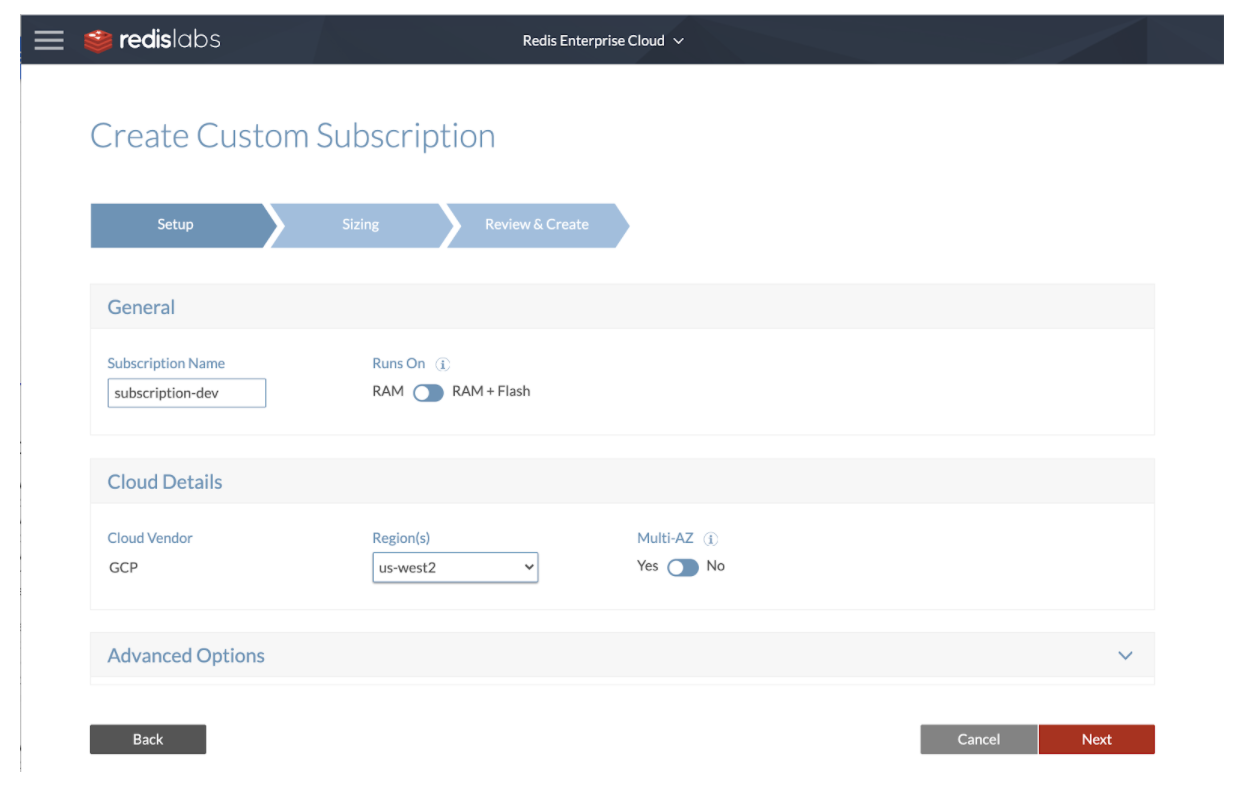 redislabs
Redis Enterprise Cloud
Create Custom Subscription
Setup Sizing Review & Create
General
Subscription Name Runs On
subscription-dev RAM RAM + Flash
Cloud Details
Cloud Vendor Region(s) Multi-AZ
GCP us-west2 Yes No
Advanced Options
Back Cancel Next